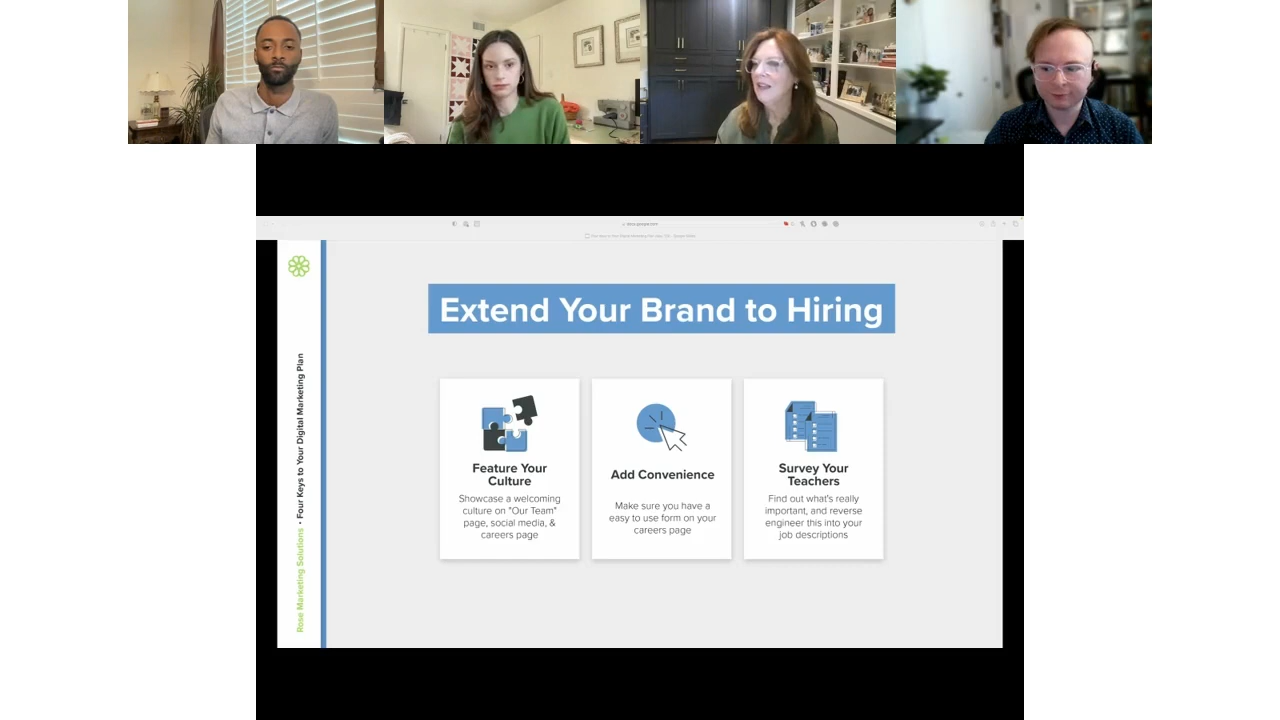 docs.google.com
Extend Your Brand to Hiring
Feature Your
Culture
Showcase a welcoming
culture on "Our Team"
page, social media, &
careers page
Add Convenience
Make sure you have a
easy to use form on your
careers page
Survey Your
Teachers
Find out what's really
important, and reverse
engineer this into your
job descriptions
Rose Marketing Solutions • Four Keys to Your Digital Marketing Plan